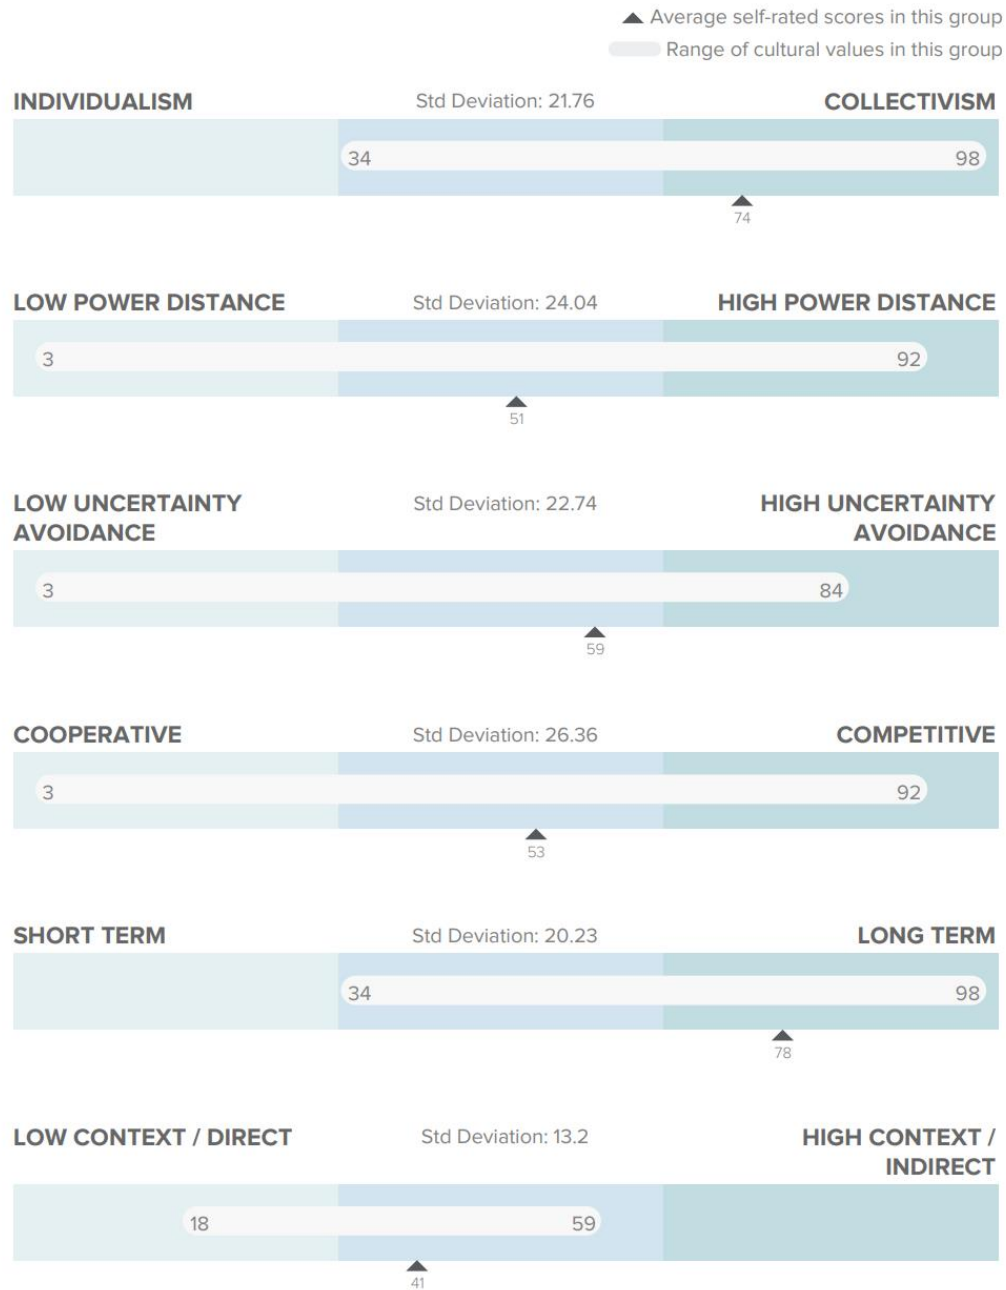 Average self-rated scores in this group
Range of cultural values in this group
INDIVIDUALISM
Std Deviation: 21.76
COLLECTIVISM
34
98
74
LOW POWER DISTANCE
Std Deviation: 24.04
HIGH POWER DISTANCE
3
92
51
LOW UNCERTAINTY
AVOIDANCE
Std Deviation: 22.74
HIGH UNCERTAINTY
AVOIDANCE
3
84
59
COOPERATIVE
Std Deviation: 26.36
COMPETITIVE
3
92
53
SHORT TERM
Std Deviation: 20.23
LONG TERM
34
98
78
LOW CONTEXT / DIRECT
Std Deviation: 13.2
HIGH CONTEXT /
INDIRECT
18
59
41